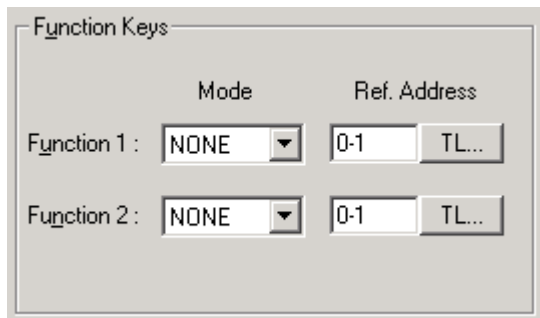 Function Keys
Mode Ref. Address
Function 1 : NONE 0-1 TL...
Function 2 : NONE 0-1 TL...